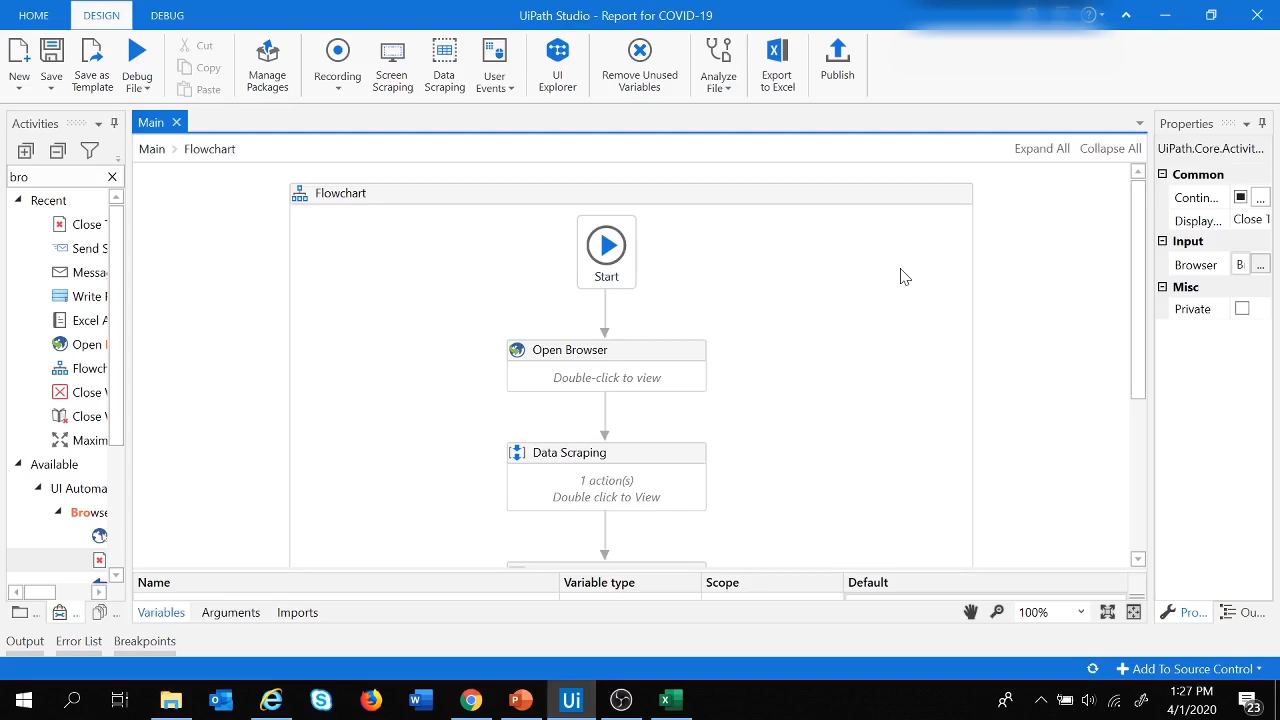 HOME DESIGN DEBUG UiPath Studio - Report for COVID-19
New Save Save as Template Debug File Cut Copy Paste Manage Packages Recording Screen Scraping Data Scraping User Events UI Explorer Remove Unused Variables Analyze File Export to Excel Publish
Activities
bro
Recent
Close T
Send S
Messa
Write F
Excel A
Open
Flowch
Close V
Close V
Maxim
Available
UI Automa
Browse
Main
Main > Flowchart Expand All Collapse All
Flowchart
Start
Open Browser
Double-click to view
Data Scraping
1 action(s)
Double click to View
Name Variable type Scope Default
Variables Arguments Imports 100%
Properties
UiPath.Core.Activit...
Common
Contin... ...
Display... Close T
Input
Browser ...
Misc
Private
Pro... Ou...
Output Error List Breakpoints
Add To Source Control
Ui
1:27 PM
4/1/2020
23